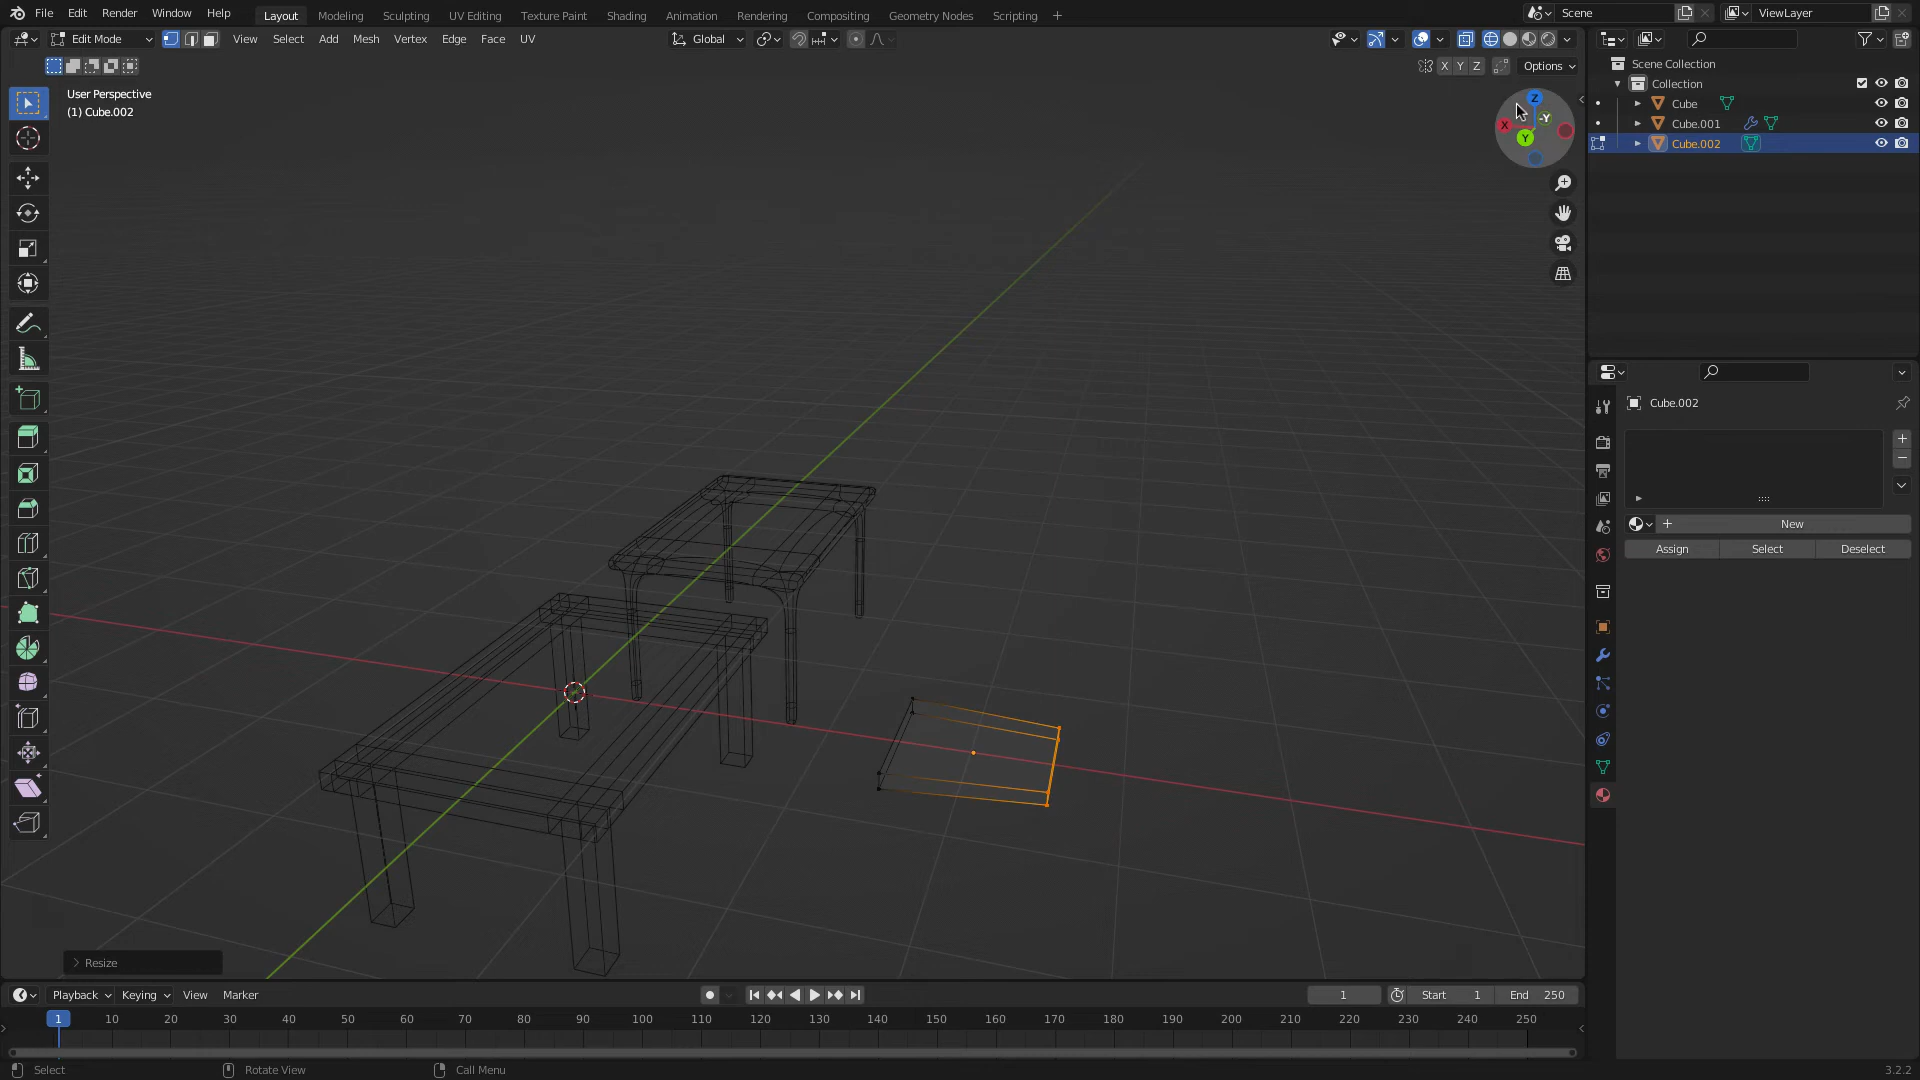 File Edit Render Window Help Layout Modeling Sculpting UV Editing Texture Paint Shading Animation Rendering Compositing Geometry Nodes Scripting + Scene ViewLayer
Edit Mode View Select Add Mesh Vertex Edge Face UV Global
X Y Z Options
User Perspective
(1) Cube.002
Z
X -Y
Y
Scene Collection
Collection
Cube
Cube.001
Cube.002
Cube.002
New
Assign Select Deselect
Resize
Playback Keying View Marker 1 Start 1 End 250
1 10 20 30 40 50 60 70 80 90 100 110 120 130 140 150 160 170 180 190 200 210 220 230 240 250
Select Rotate View Call Menu 3.2.2